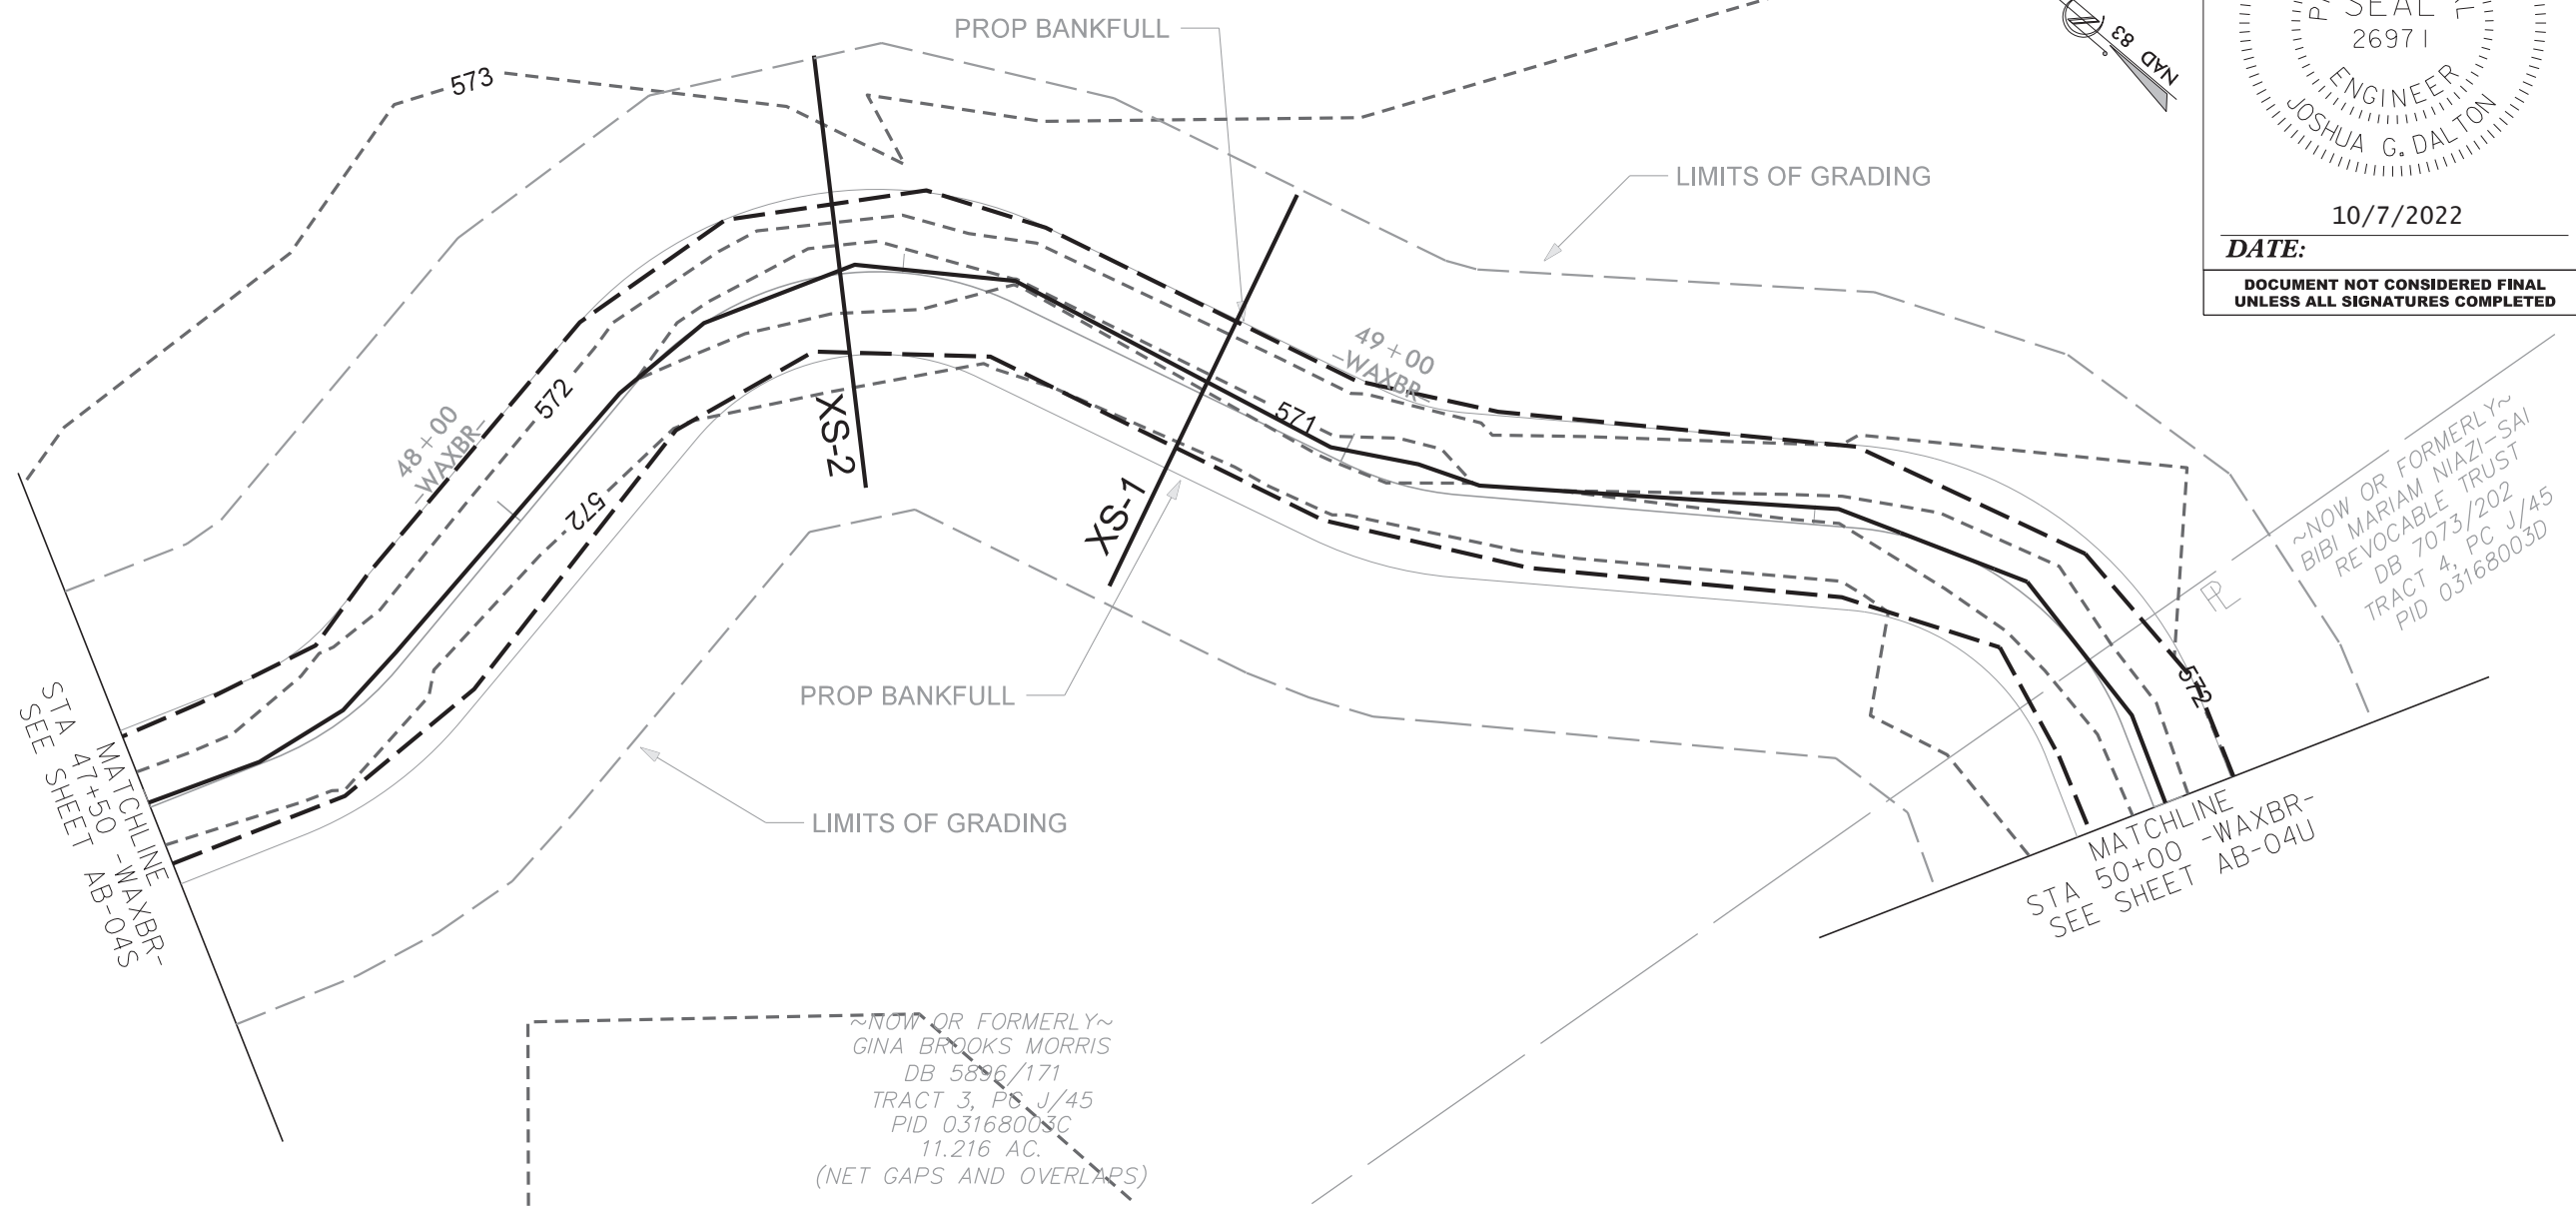 PROP BANKFULL
573
LIMITS OF GRADING
NAD 83
SEAL
26971
ENGINEER
JOSHUA G. DALTON
10/7/2022
DATE:
DOCUMENT NOT CONSIDERED FINAL
UNLESS ALL SIGNATURES COMPLETED
48+00
-WAXBR-
572
572
XS-2
XS-1
571
49+00
-WAXBR-
~NOW OR FORMERLY~
BIBI MARIAM NIAZI-SAI
REVOCABLE TRUST
DB 7073/202
TRACT 4, PC J/45
PID 03168003D
PL
572
PROP BANKFULL
LIMITS OF GRADING
MATCHLINE
STA 47+50 -WAXBR-
SEE SHEET AB-04S
MATCHLINE
STA 50+00 -WAXBR-
SEE SHEET AB-04U
~NOW OR FORMERLY~
GINA BROOKS MORRIS
DB 5896/171
TRACT 3, PC J/45
PID 03168003C
11.216 AC.
(NET GAPS AND OVERLAPS)